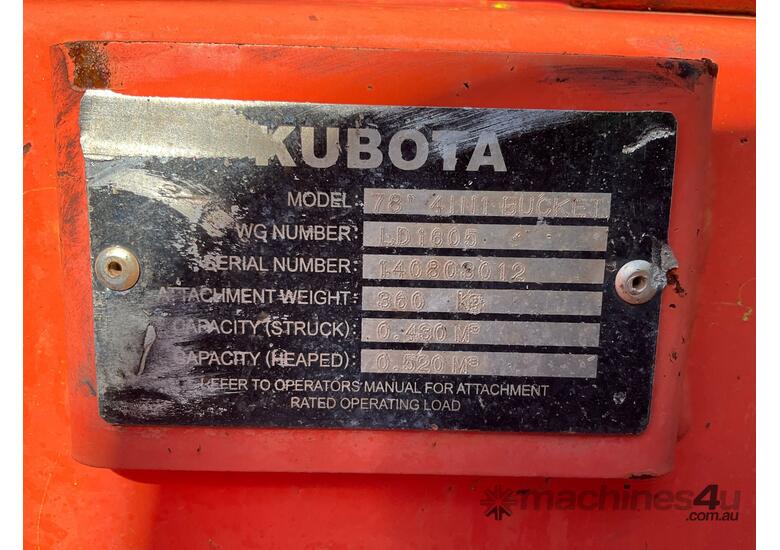 KUBOTA
MODEL: 78" 4IN1 BUCKET
WG NUMBER: LD1605
SERIAL NUMBER: 140808012
ATTACHMENT WEIGHT: 360 Kg
CAPACITY (STRUCK): 0.430 M³
CAPACITY (HEAPED): 0.520 M³
REFER TO OPERATORS MANUAL FOR ATTACHMENT
RATED OPERATING LOAD
machines4u
.com.au